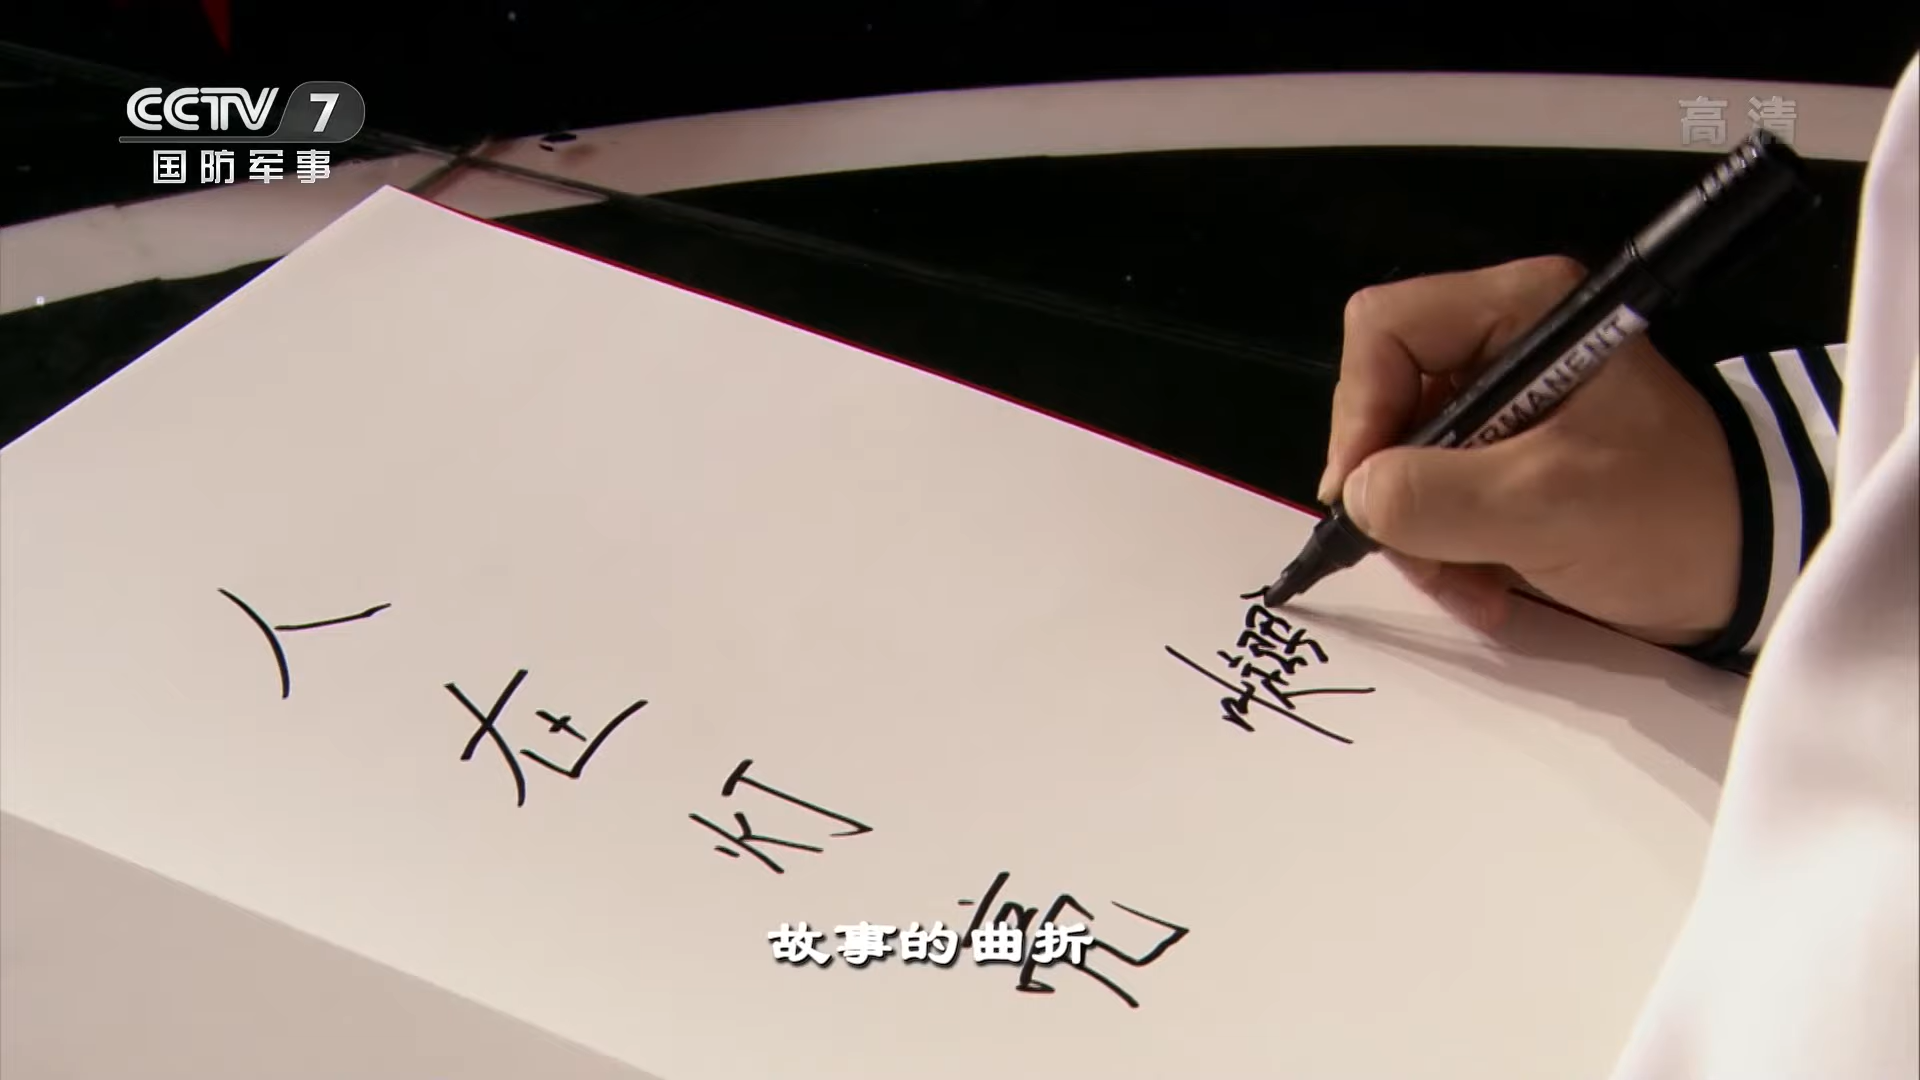 CCTV 7
国防军事
高清
PERMANENT
人在灯亮
故事的曲折